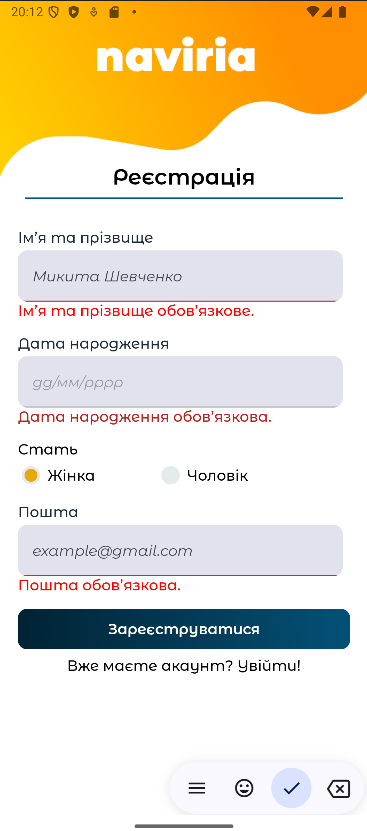 20:12
naviria
Реєстрація
Ім'я та прізвище
Микита Шевченко
Ім'я та прізвище обов'язкове.
Дата народження
дд/мм/рррр
Дата народження обов'язкова.
Стать
Жінка
Чоловік
Пошта
example@gmail.com
Пошта обов'язкова.
Зареєструватися
Вже маєте акаунт? Увійти!